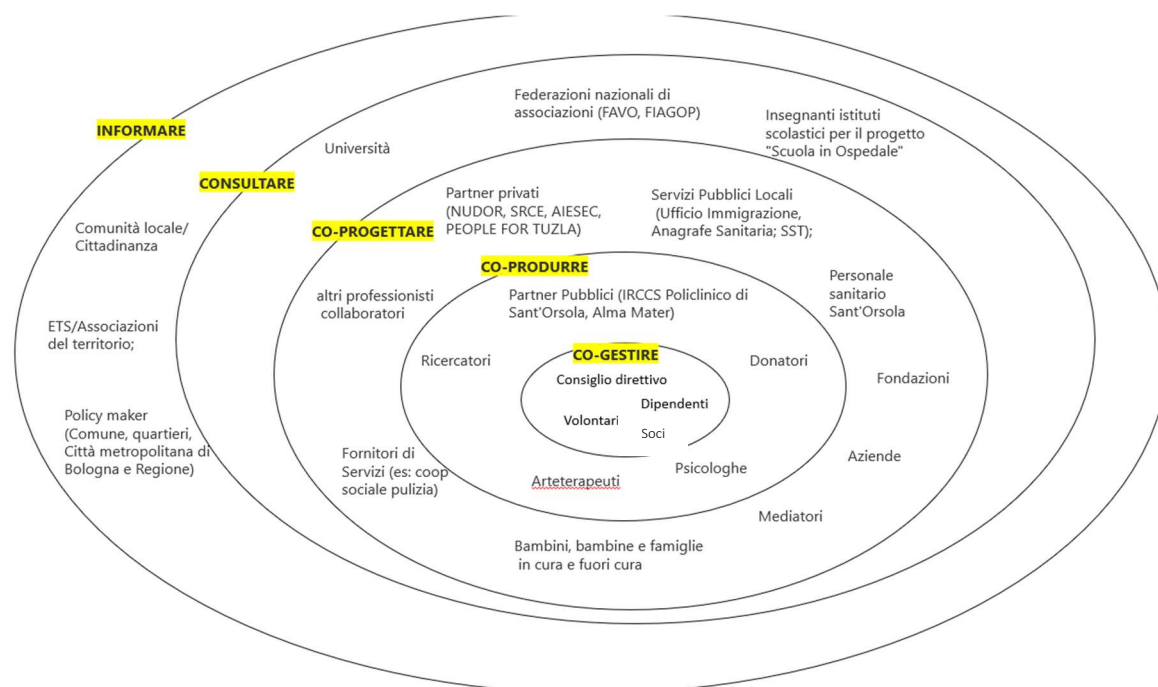 Federazioni nazionali di
associazioni (FAVO, FIAGOP)
Insegnanti istituti
scolastici per il progetto
"Scuola in Ospedale"
INFORMARE
Università
CONSULTARE
Partner privati
(NUDOR, SRCE, AIESEC,
PEOPLE FOR TUZLA)
Servizi Pubblici Locali
(Ufficio Immigrazione,
Anagrafe Sanitaria; SST);
CO-PROGETTARE
Comunità locale/
Cittadinanza
CO-PRODURRE
Personale
sanitario
Sant'Orsola
altri professionisti
collaboratori
Partner Pubblici (IRCCS Policlinico di
Sant'Orsola, Alma Mater)
ETS/Associazioni
del territorio;
CO-GESTIRE
Ricercatori
Donatori
Consiglio direttivo
Fondazioni
Dipendenti
Volontari
Soci
Policy maker
(Comune, quartieri,
Città metropolitana di
Bologna e Regione)
Fornitori di
Servizi (es: coop
sociale pulizia)
Aziende
Psicologhe
Arteterapeuti
Mediatori
Bambini, bambine e famiglie
in cura e fuori cura